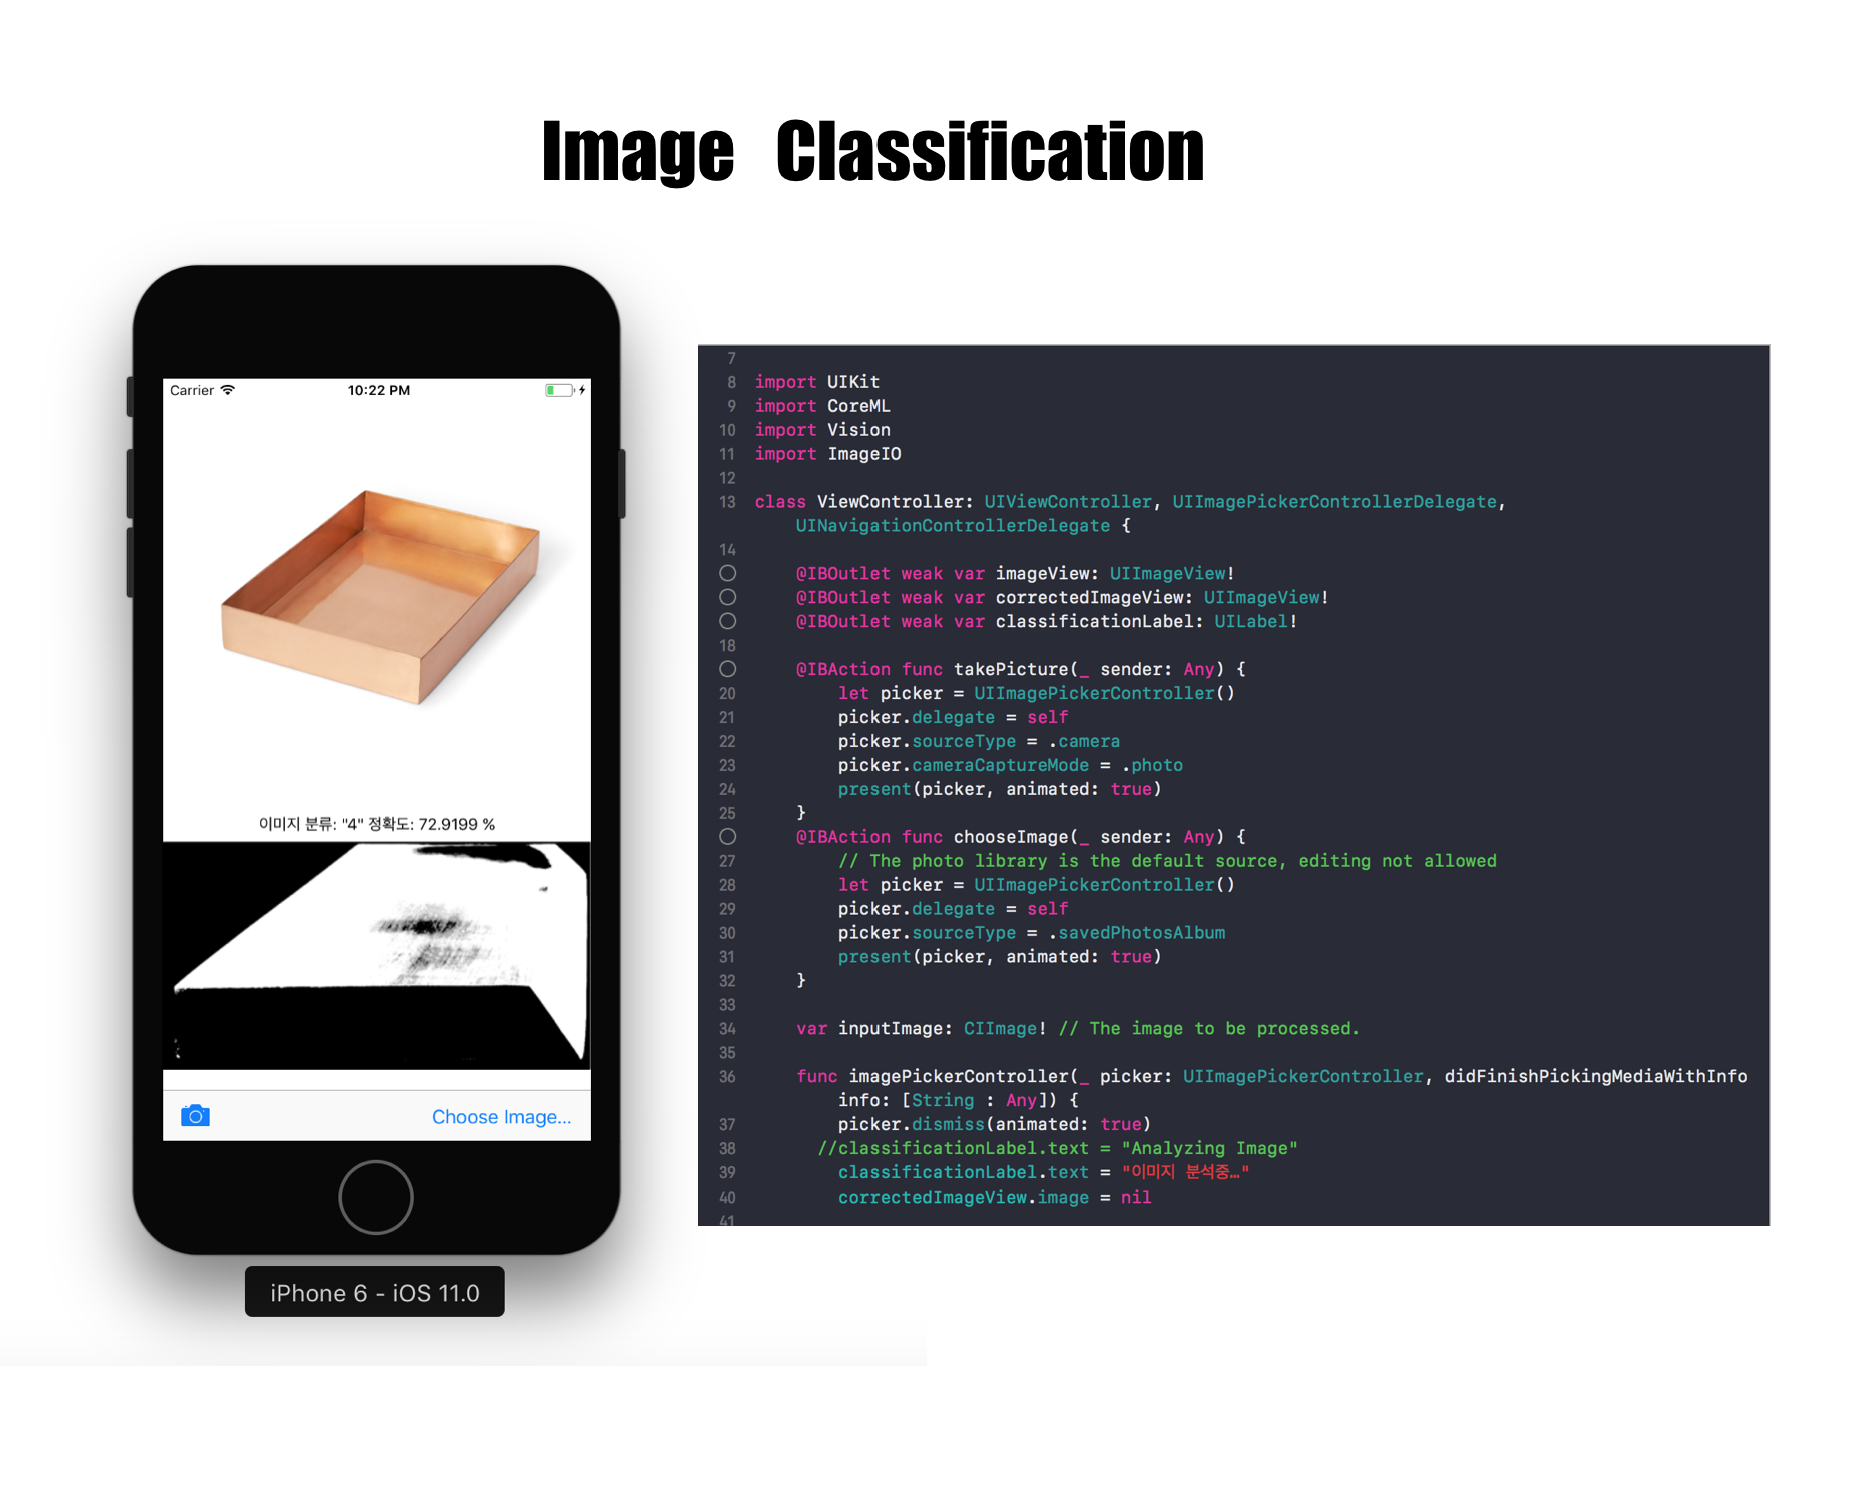 Image Classification
Carrier 10:22 PM
이미지 분류: "4" 정확도: 72.9199 %
Choose Image...
iPhone 6 - iOS 11.0
7
8 import UIKit
9 import CoreML
10 import Vision
11 import ImageIO
12
13 class ViewController: UIViewController, UIImagePickerControllerDelegate,
UINavigationControllerDelegate {
14
@IBOutlet weak var imageView: UIImageView!
@IBOutlet weak var correctedImageView: UIImageView!
@IBOutlet weak var classificationLabel: UILabel!
18
@IBAction func takePicture(_ sender: Any) {
20 let picker = UIImagePickerController()
21 picker.delegate = self
22 picker.sourceType = .camera
23 picker.cameraCaptureMode = .photo
24 present(picker, animated: true)
25 }
@IBAction func chooseImage(_ sender: Any) {
27 // The photo library is the default source, editing not allowed
28 let picker = UIImagePickerController()
29 picker.delegate = self
30 picker.sourceType = .savedPhotosAlbum
31 present(picker, animated: true)
32 }
33
34 var inputImage: CIImage! // The image to be processed.
35
36 func imagePickerController(_ picker: UIImagePickerController, didFinishPickingMediaWithInfo
info: [String : Any]) {
37 picker.dismiss(animated: true)
38 //classificationLabel.text = "Analyzing Image"
39 classificationLabel.text = "이미지 분석중…"
40 correctedImageView.image = nil
41